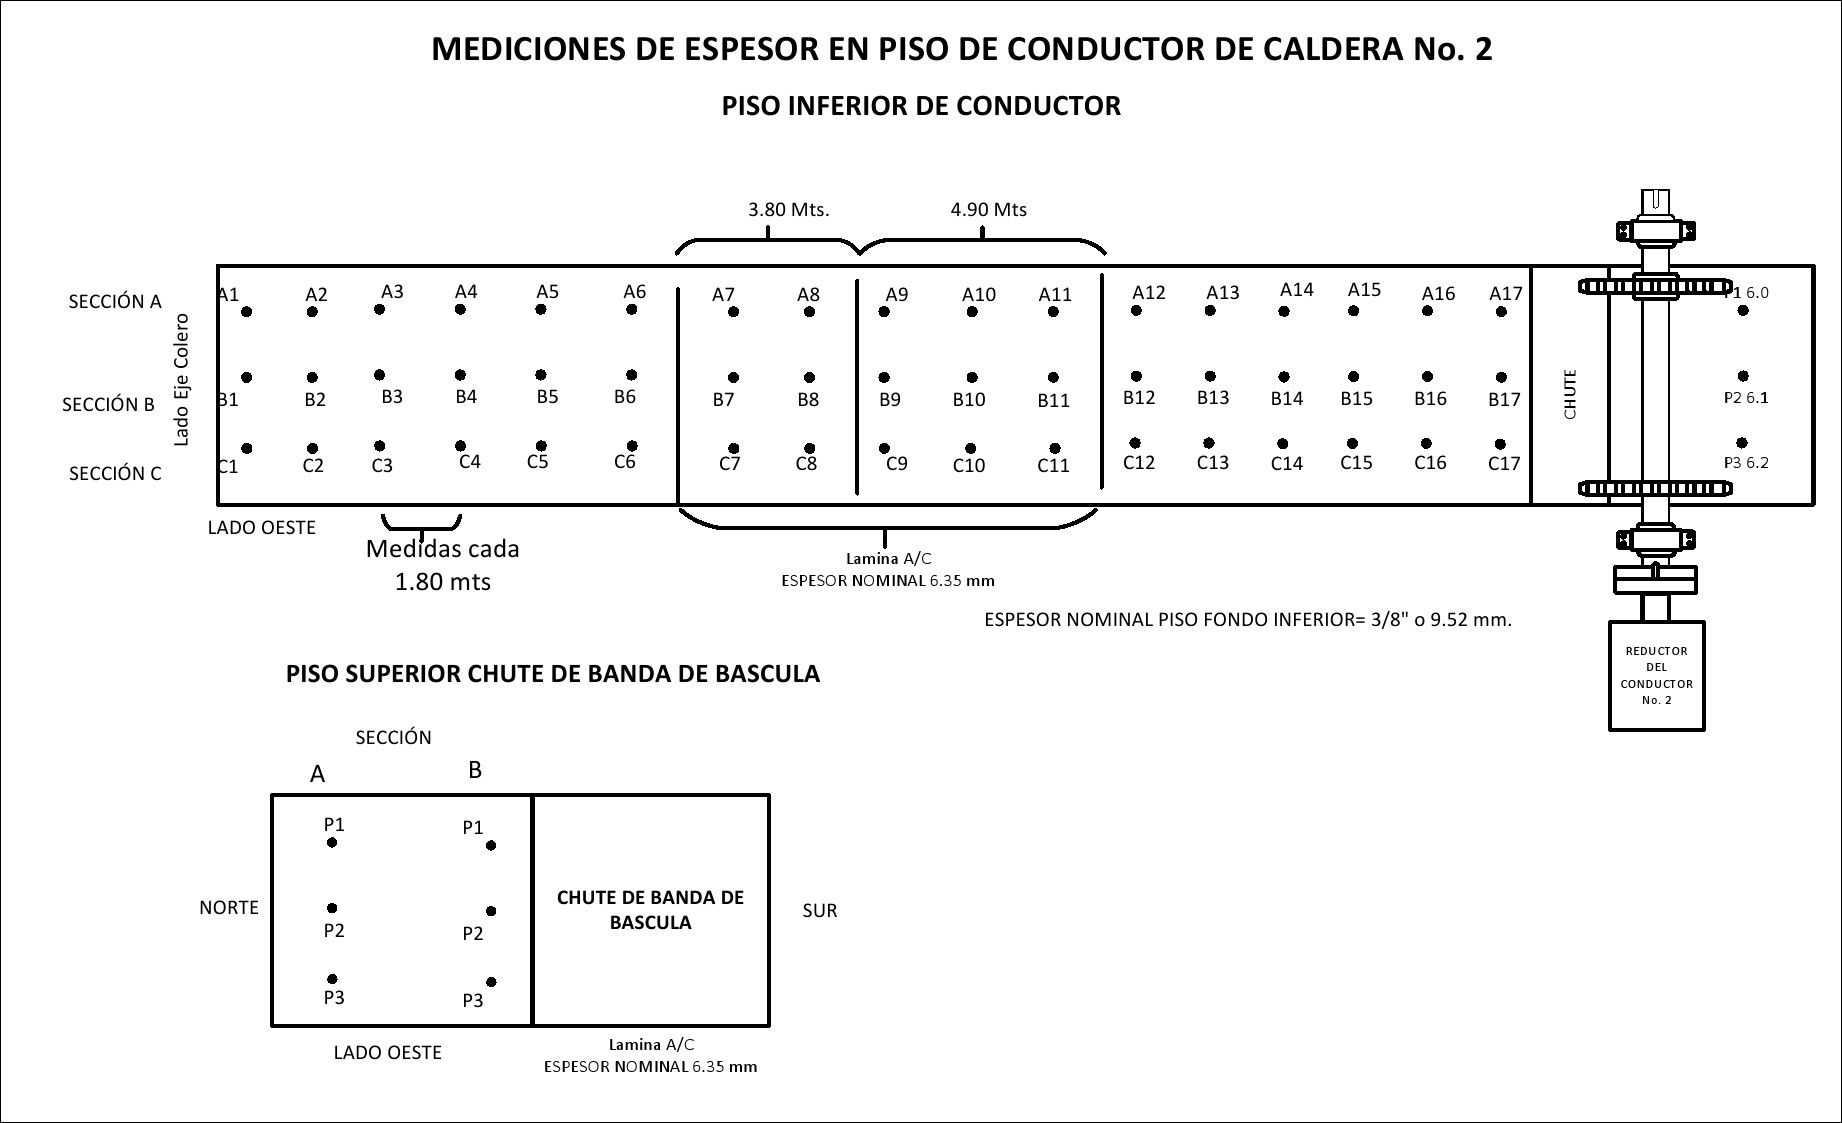 MEDICIONES DE ESPESOR EN PISO DE CONDUCTOR DE CALDERA No. 2
PISO INFERIOR DE CONDUCTOR
3.80 Mts.
4.90 Mts
SECCIÓN A
A1 A2 A3 A4 A5 A6 A7 A8 A9 A10 A11 A12 A13 A14 A15 A16 A17
P1 6.0
Lado Eje Colero
SECCIÓN B
B1 B2 B3 B4 B5 B6 B7 B8 B9 B10 B11 B12 B13 B14 B15 B16 B17
CHUTE
P2 6.1
SECCIÓN C
C1 C2 C3 C4 C5 C6 C7 C8 C9 C10 C11 C12 C13 C14 C15 C16 C17
P3 6.2
LADO OESTE
Medidas cada
1.80 mts
Lamina A/C
ESPESOR NOMINAL 6.35 mm
ESPESOR NOMINAL PISO FONDO INFERIOR= 3/8" o 9.52 mm.
REDUCTOR
DEL
CONDUCTOR
No. 2
PISO SUPERIOR CHUTE DE BANDA DE BASCULA
SECCIÓN
A B
P1 P1
NORTE
P2 P2
P3 P3
CHUTE DE BANDA DE
BASCULA
SUR
LADO OESTE
Lamina A/C
ESPESOR NOMINAL 6.35 mm